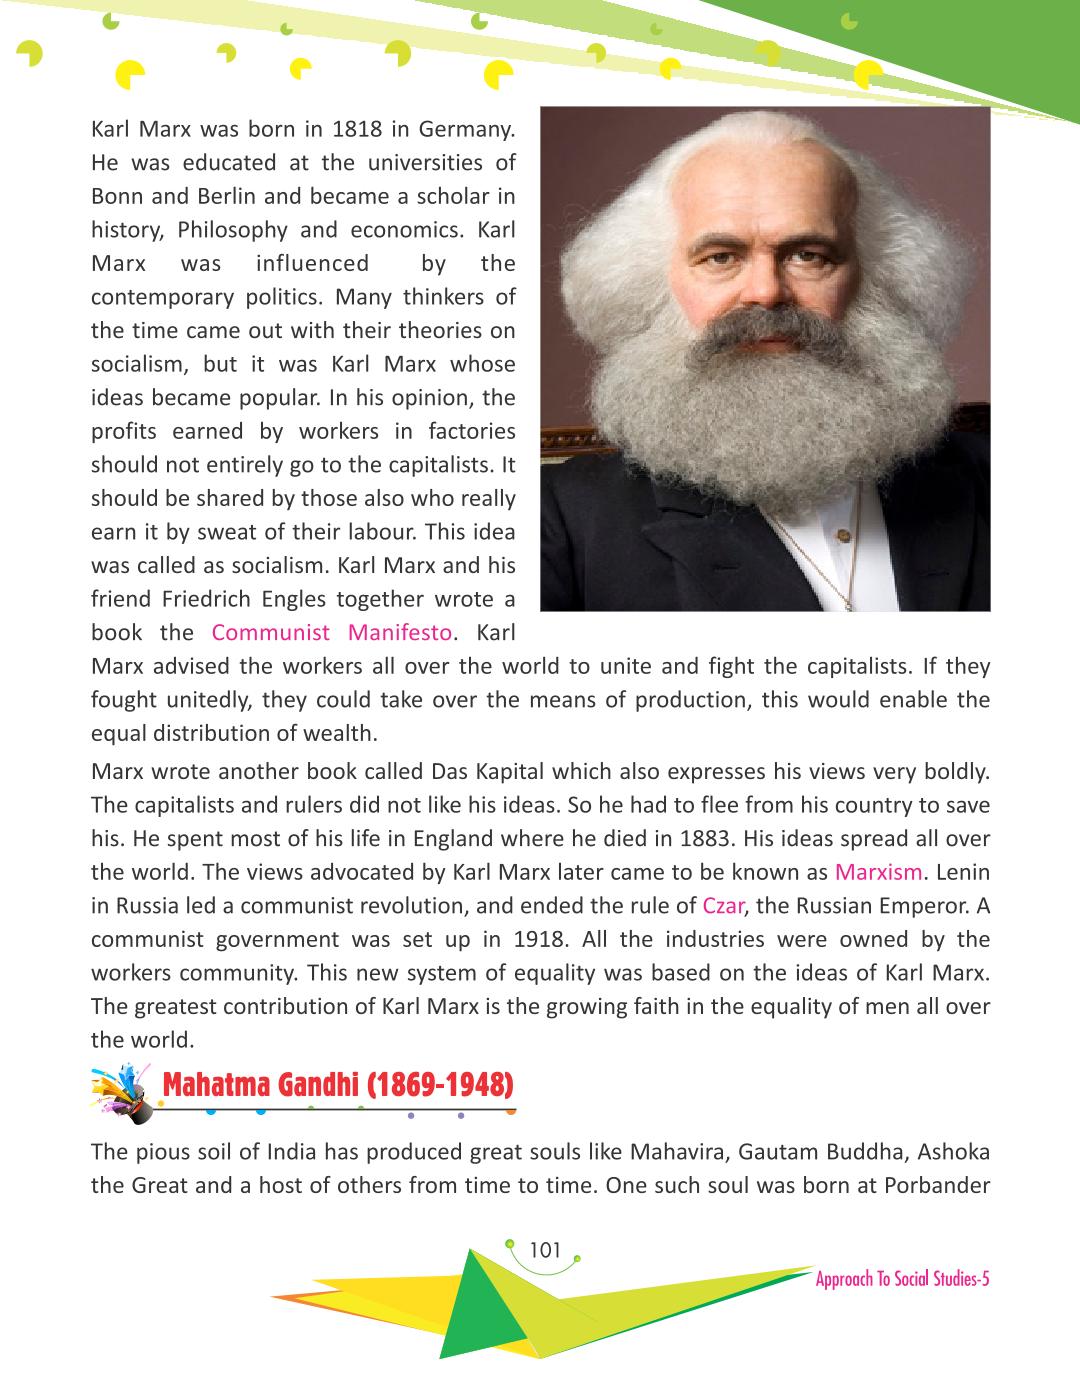 Karl Marx was born in 1818 in Germany.
He was educated at the universities of
Bonn and Berlin and became a scholar in
history, Philosophy and economics. Karl
Marx was influenced by the
contemporary politics. Many thinkers of
the time came out with their theories on
socialism, but it was Karl Marx whose
ideas became popular. In his opinion, the
profits earned by workers in factories
should not entirely go to the capitalists. It
should be shared by those also who really
earn it by sweat of their labour. This idea
was called as socialism. Karl Marx and his
friend Friedrich Engles together wrote a
book the Communist Manifesto. Karl
Marx advised the workers all over the world to unite and fight the capitalists. If they
fought unitedly, they could take over the means of production, this would enable the
equal distribution of wealth.
Marx wrote another book called Das Kapital which also expresses his views very boldly.
The capitalists and rulers did not like his ideas. So he had to flee from his country to save
his. He spent most of his life in England where he died in 1883. His ideas spread all over
the world. The views advocated by Karl Marx later came to be known as Marxism. Lenin
in Russia led a communist revolution, and ended the rule of Czar, the Russian Emperor. A
communist government was set up in 1918. All the industries were owned by the
workers community. This new system of equality was based on the ideas of Karl Marx.
The greatest contribution of Karl Marx is the growing faith in the equality of men all over
the world.
Mahatma Gandhi (1869-1948)
The pious soil of India has produced great souls like Mahavira, Gautam Buddha, Ashoka
the Great and a host of others from time to time. One such soul was born at Porbander
101
Approach To Social Studies-5